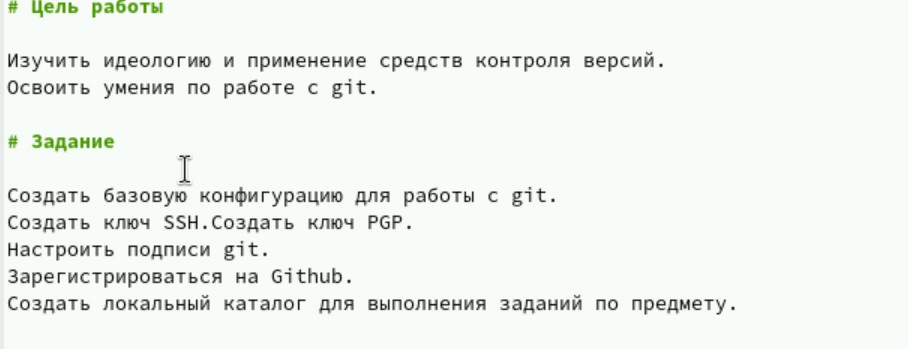 # Цель работы
Изучить идеологию и применение средств контроля версий.
Освоить умения по работе с git.
# Задание
Создать базовую конфигурацию для работы с git.
Создать ключ SSH.Создать ключ PGP.
Настроить подписи git.
Зарегистрироваться на Github.
Создать локальный каталог для выполнения заданий по предмету.